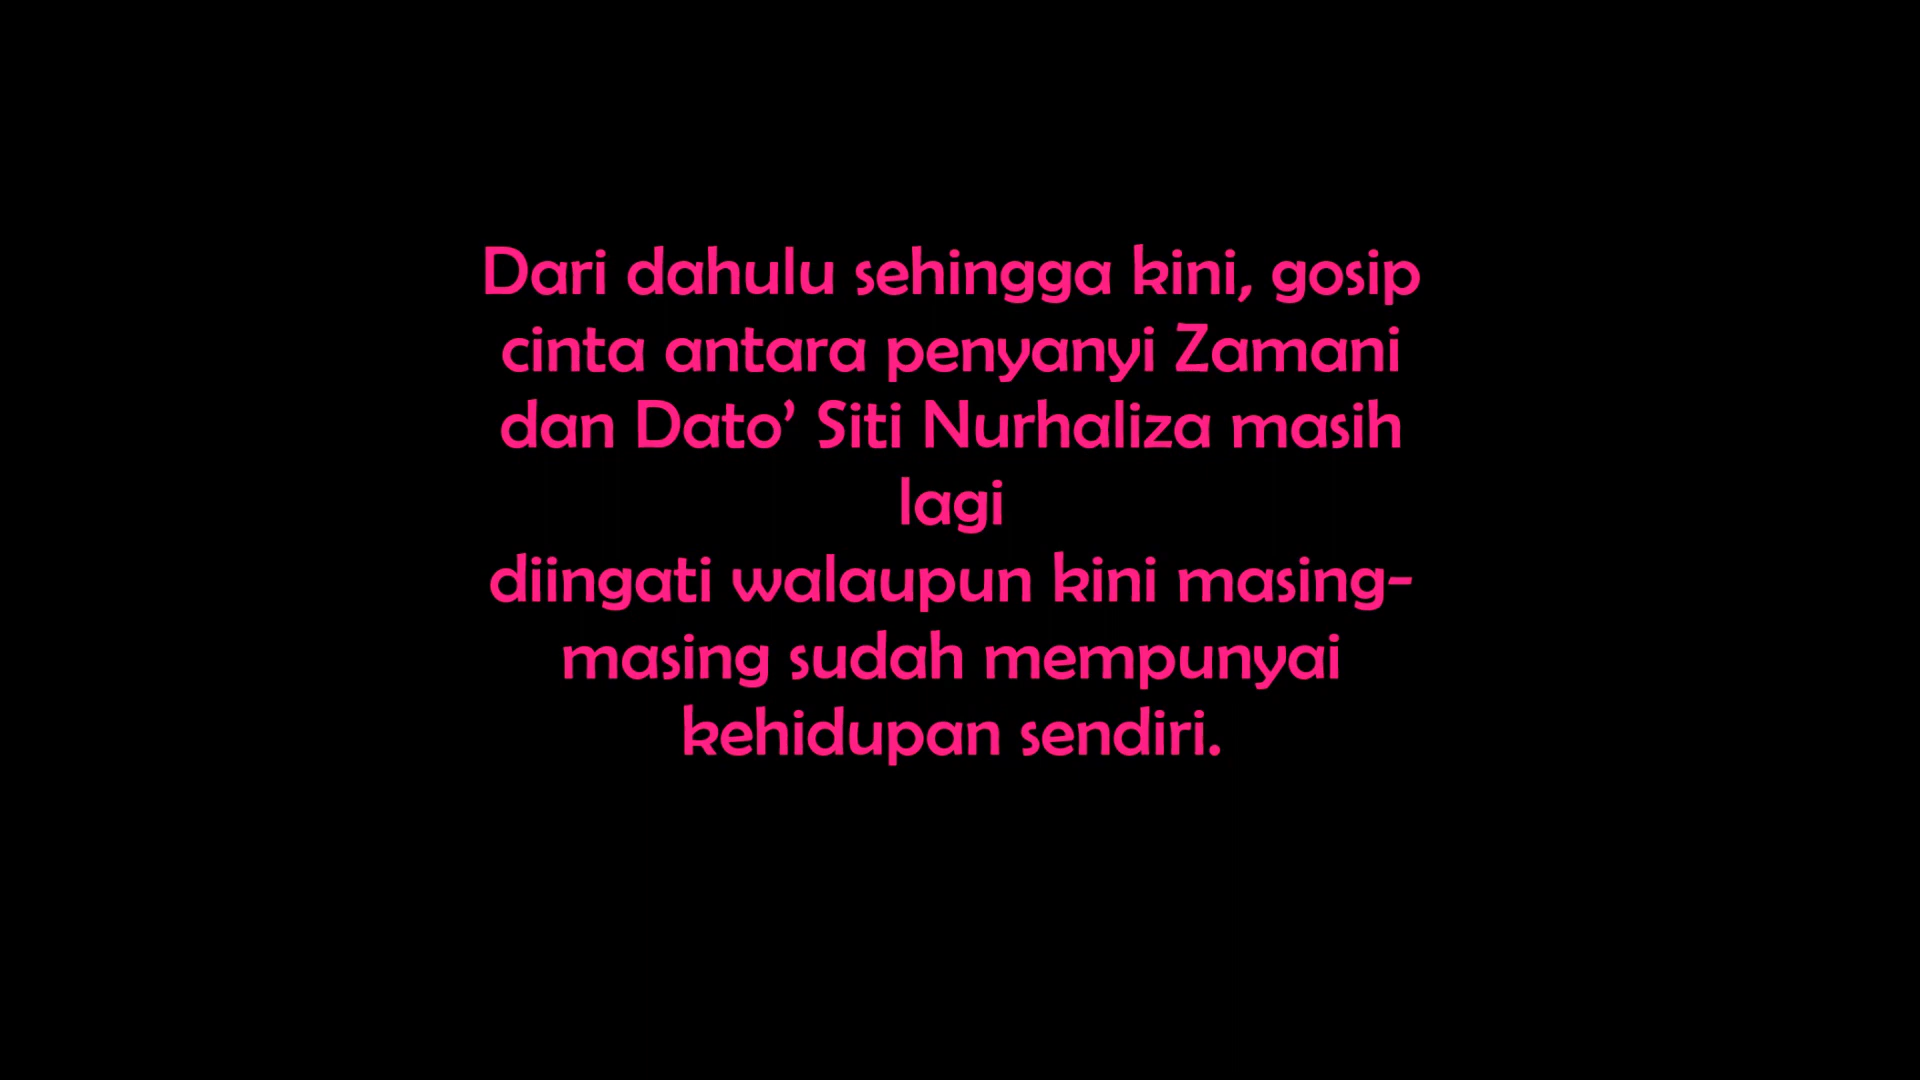 Dari dahulu sehingga kini, gosip
cinta antara penyanyi Zamani
dan Dato’ Siti Nurhaliza masih
lagi
diingati walaupun kini masing-
masing sudah mempunyai
kehidupan sendiri.